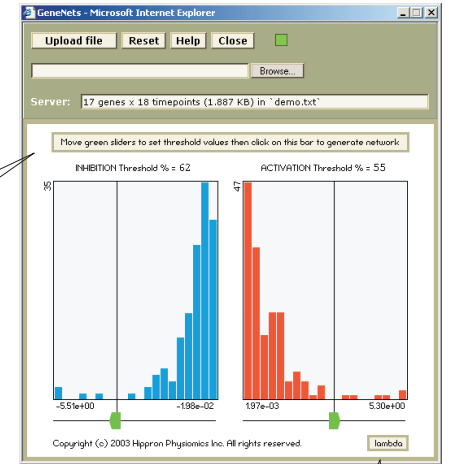 GeneNets - Microsoft Internet Explorer
Upload file Reset Help Close
Browse...
Server: 17 genes x 18 timepoints (1.887 KB) in `demo.txt`
Move green sliders to set threshold values then click on this bar to generate network
INHIBITION Threshold % = 62 ACTIVATION Threshold % = 55
35 47
-5.51e+00 -1.98e-02 1.97e-03 5.30e+00
Copyright (c) 2003 Hippron Physiomics Inc. All rights reserved. lambda